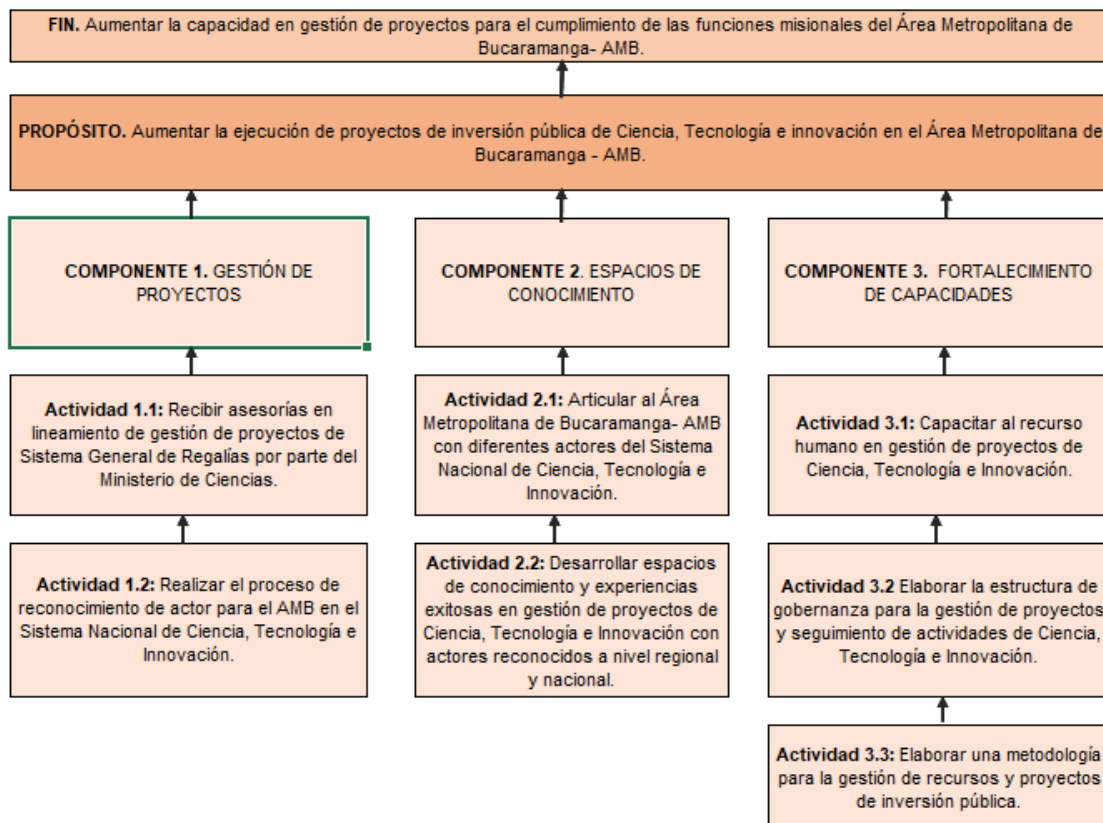 FIN. Aumentar la capacidad en gestión de proyectos para el cumplimiento de las funciones misionales del Área Metropolitana de
Bucaramanga- AMB.
PROPÓSITO. Aumentar la ejecución de proyectos de inversión pública de Ciencia, Tecnología e innovación en el Área Metropolitana de
Bucaramanga - AMB.
COMPONENTE 1. GESTIÓN DE
PROYECTOS
COMPONENTE 2. ESPACIOS DE
CONOCIMIENTO
COMPONENTE 3. FORTALECIMIENTO
DE CAPACIDADES
Actividad 1.1: Recibir asesorías en
lineamiento de gestión de proyectos de
Sistema General de Regalías por parte del
Ministerio de Ciencias.
Actividad 2.1: Articular al Área
Metropolitana de Bucaramanga- AMB
con diferentes actores del Sistema
Nacional de Ciencia, Tecnología e
Innovación.
Actividad 3.1: Capacitar al recurso
humano en gestión de proyectos de
Ciencia, Tecnología e Innovación.
Actividad 1.2: Realizar el proceso de
reconocimiento de actor para el AMB en el
Sistema Nacional de Ciencia, Tecnología e
Innovación.
Actividad 2.2: Desarrollar espacios
de conocimiento y experiencias
exitosas en gestión de proyectos de
Ciencia, Tecnología e Innovación con
actores reconocidos a nivel regional
y nacional.
Actividad 3.2 Elaborar la estructura de
gobernanza para la gestión de proyectos
y seguimiento de actividades de Ciencia,
Tecnología e Innovación.
Actividad 3.3: Elaborar una metodología
para la gestión de recursos y proyectos
de inversión pública.